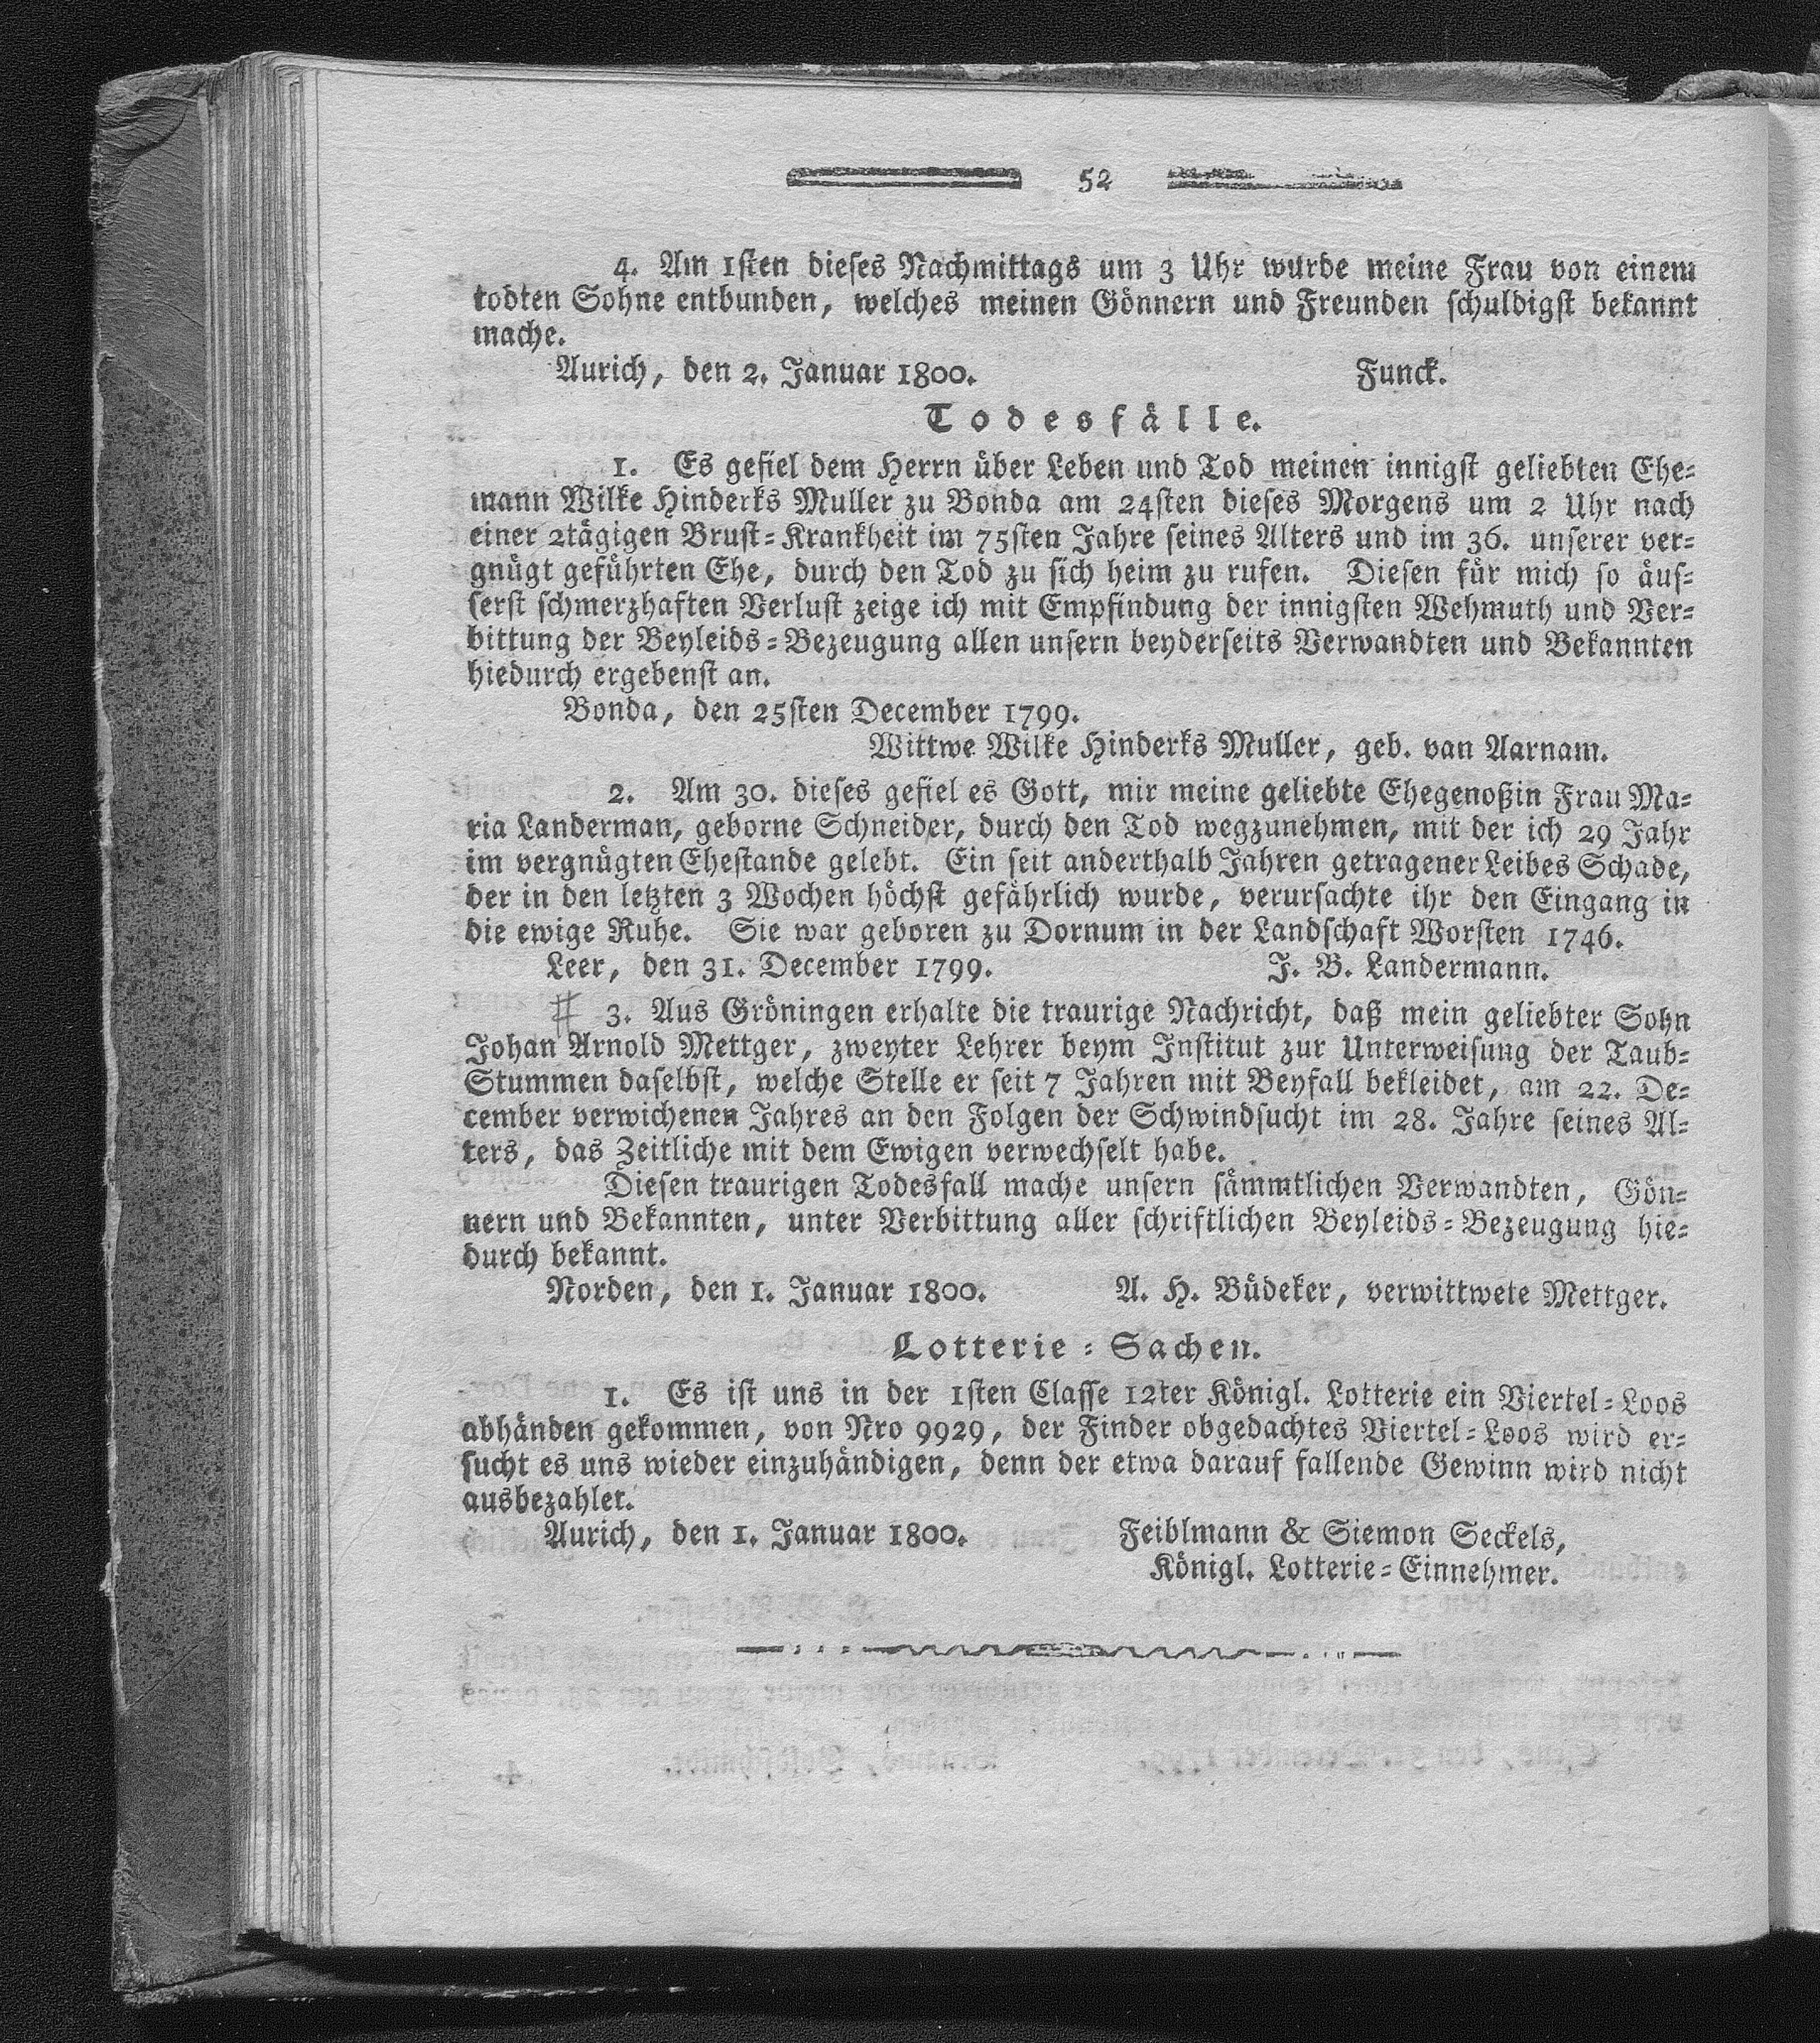 52
4. Am 1sten dieses Nachmittags um 3 Uhr wurde meine Frau von einem
todten Sohne entbunden, welches meinen Gönnern und Freunden schuldigst bekannt
mache.
Aurich, den 2. Januar 1800. Funck.
Todesfälle.
1. Es gefiel dem Herrn über Leben und Tod meinen innigst geliebten Ehe-
mann Wilke Hinderks Muller zu Bonda am 24sten dieses Morgens um 2 Uhr nach
einer 2tägigen Brust-Krankheit im 75sten Jahre seines Alters und im 36. unserer ver-
gnügt geführten Ehe, durch den Tod zu sich heim zu rufen. Diesen für mich so äus-
serst schmerzhaften Verlust zeige ich mit Empfindung der innigsten Wehmuth und Ver-
bittung der Beyleids-Bezeugung allen unsern beyderseits Verwandten und Bekannten
hiedurch ergebenst an.
Bonda, den 25sten December 1799.
Wittwe Wilke Hinderks Muller, geb. van Aarnam.
2. Am 30. dieses gefiel es Gott, mir meine geliebte Ehegenoßin Frau Ma-
ria Landerman, geborne Schneider, durch den Tod wegzunehmen, mit der ich 29 Jahr
im vergnügten Ehestande gelebt. Ein seit anderthalb Jahren getragener Leibes Schade,
der in den letzten 3 Wochen höchst gefährlich wurde, verursachte ihr den Eingang in
die ewige Ruhe. Sie war geboren zu Dornum in der Landschaft Worsten 1746.
Leer, den 31. December 1799. J. B. Landermann.
# 3. Aus Gröningen erhalte die traurige Nachricht, daß mein geliebter Sohn
Johan Arnold Mettger, zweyter Lehrer beym Institut zur Unterweisung der Taub-
Stummen daselbst, welche Stelle er seit 7 Jahren mit Beyfall bekleidet, am 22. De-
cember verwichenen Jahres an den Folgen der Schwindsucht im 28. Jahre seines Al-
ters, das Zeitliche mit dem Ewigen verwechselt habe.
Diesen traurigen Todesfall mache unsern sämmtlichen Verwandten, Gön-
nern und Bekannten, unter Verbittung aller schriftlichen Beyleids-Bezeugung hie-
durch bekannt.
Norden, den 1. Januar 1800. A. H. Büdeker, verwittwete Mettger.
Lotterie-Sachen.
1. Es ist uns in der 1sten Classe 12ter Königl. Lotterie ein Viertel-Loos
abhänden gekommen, von Nro 9929, der Finder obgedachtes Viertel-Loos wird er-
sucht es uns wieder einzuhändigen, denn der etwa darauf fallende Gewinn wird nicht
ausbezahlet.
Aurich, den 1. Januar 1800. Feiblmann & Siemon Seckels,
Königl. Lotterie-Einnehmer.